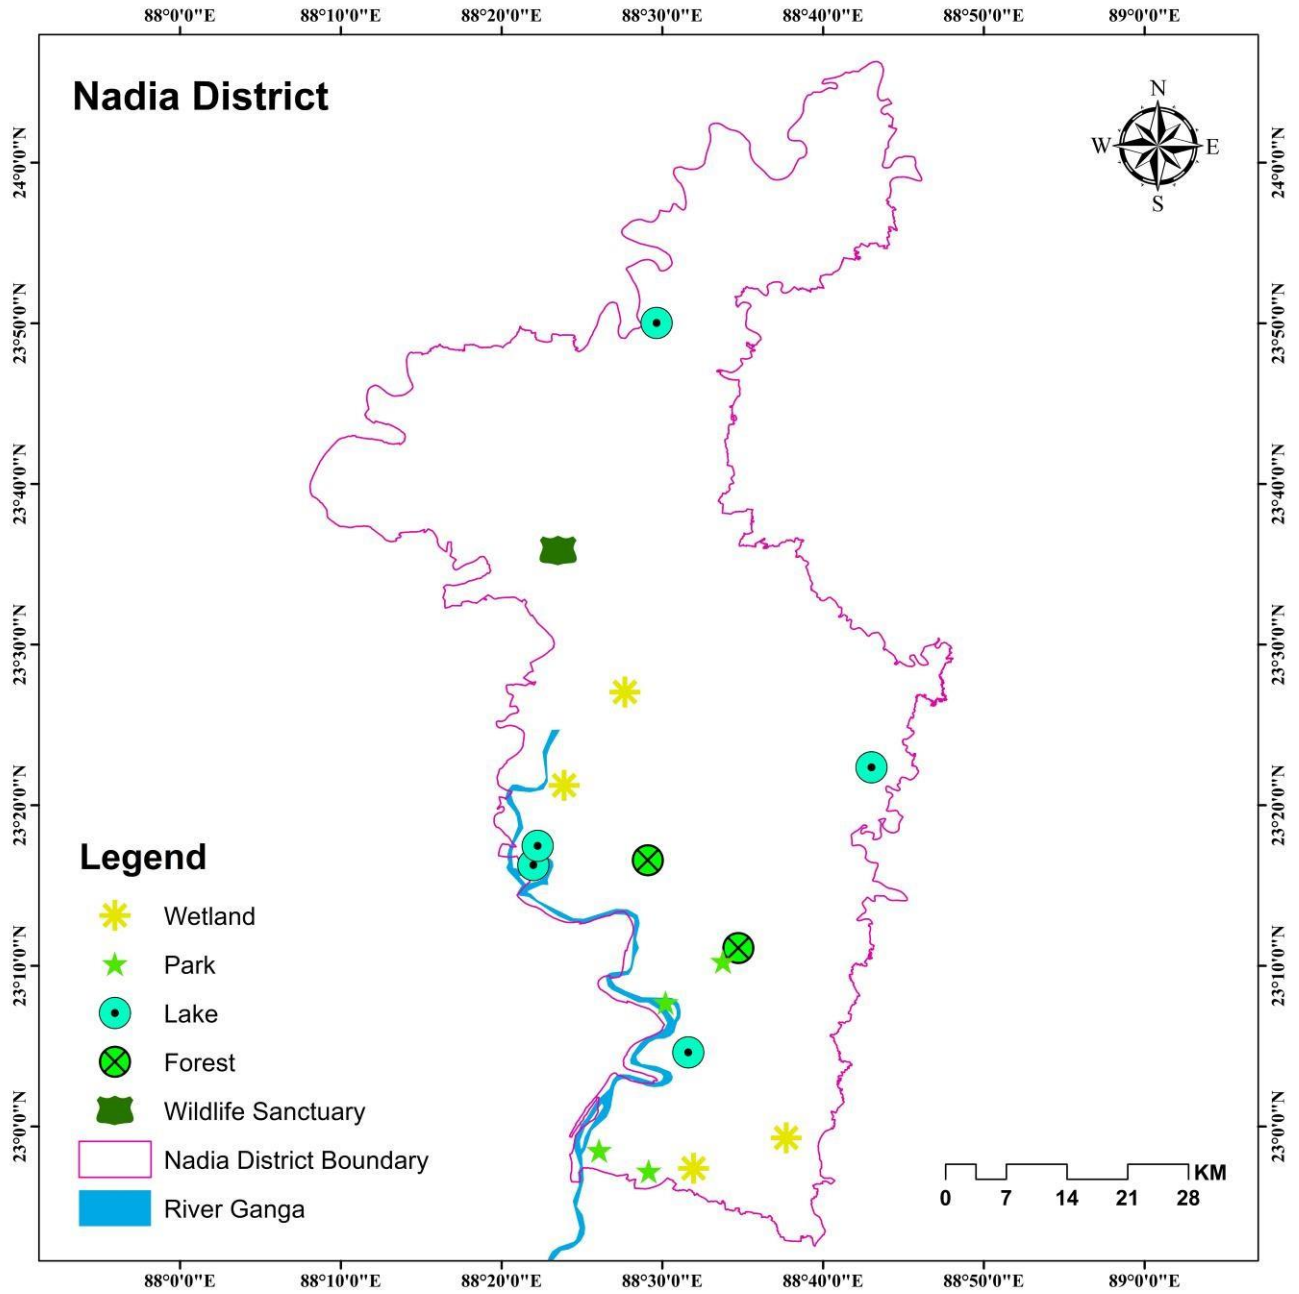 88°0'0"E 88°10'0"E 88°20'0"E 88°30'0"E 88°40'0"E 88°50'0"E 89°0'0"E
Nadia District
N
W E
S
24°0'0"N 24°0'0"N
23°50'0"N 23°50'0"N
23°40'0"N 23°40'0"N
23°30'0"N 23°30'0"N
23°20'0"N 23°20'0"N
Legend
Wetland
Park
23°10'0"N 23°10'0"N
Lake
Forest
Wildlife Sanctuary
23°0'0"N 23°0'0"N
Nadia District Boundary
KM
0 7 14 21 28
River Ganga
88°0'0"E 88°10'0"E 88°20'0"E 88°30'0"E 88°40'0"E 88°50'0"E 89°0'0"E